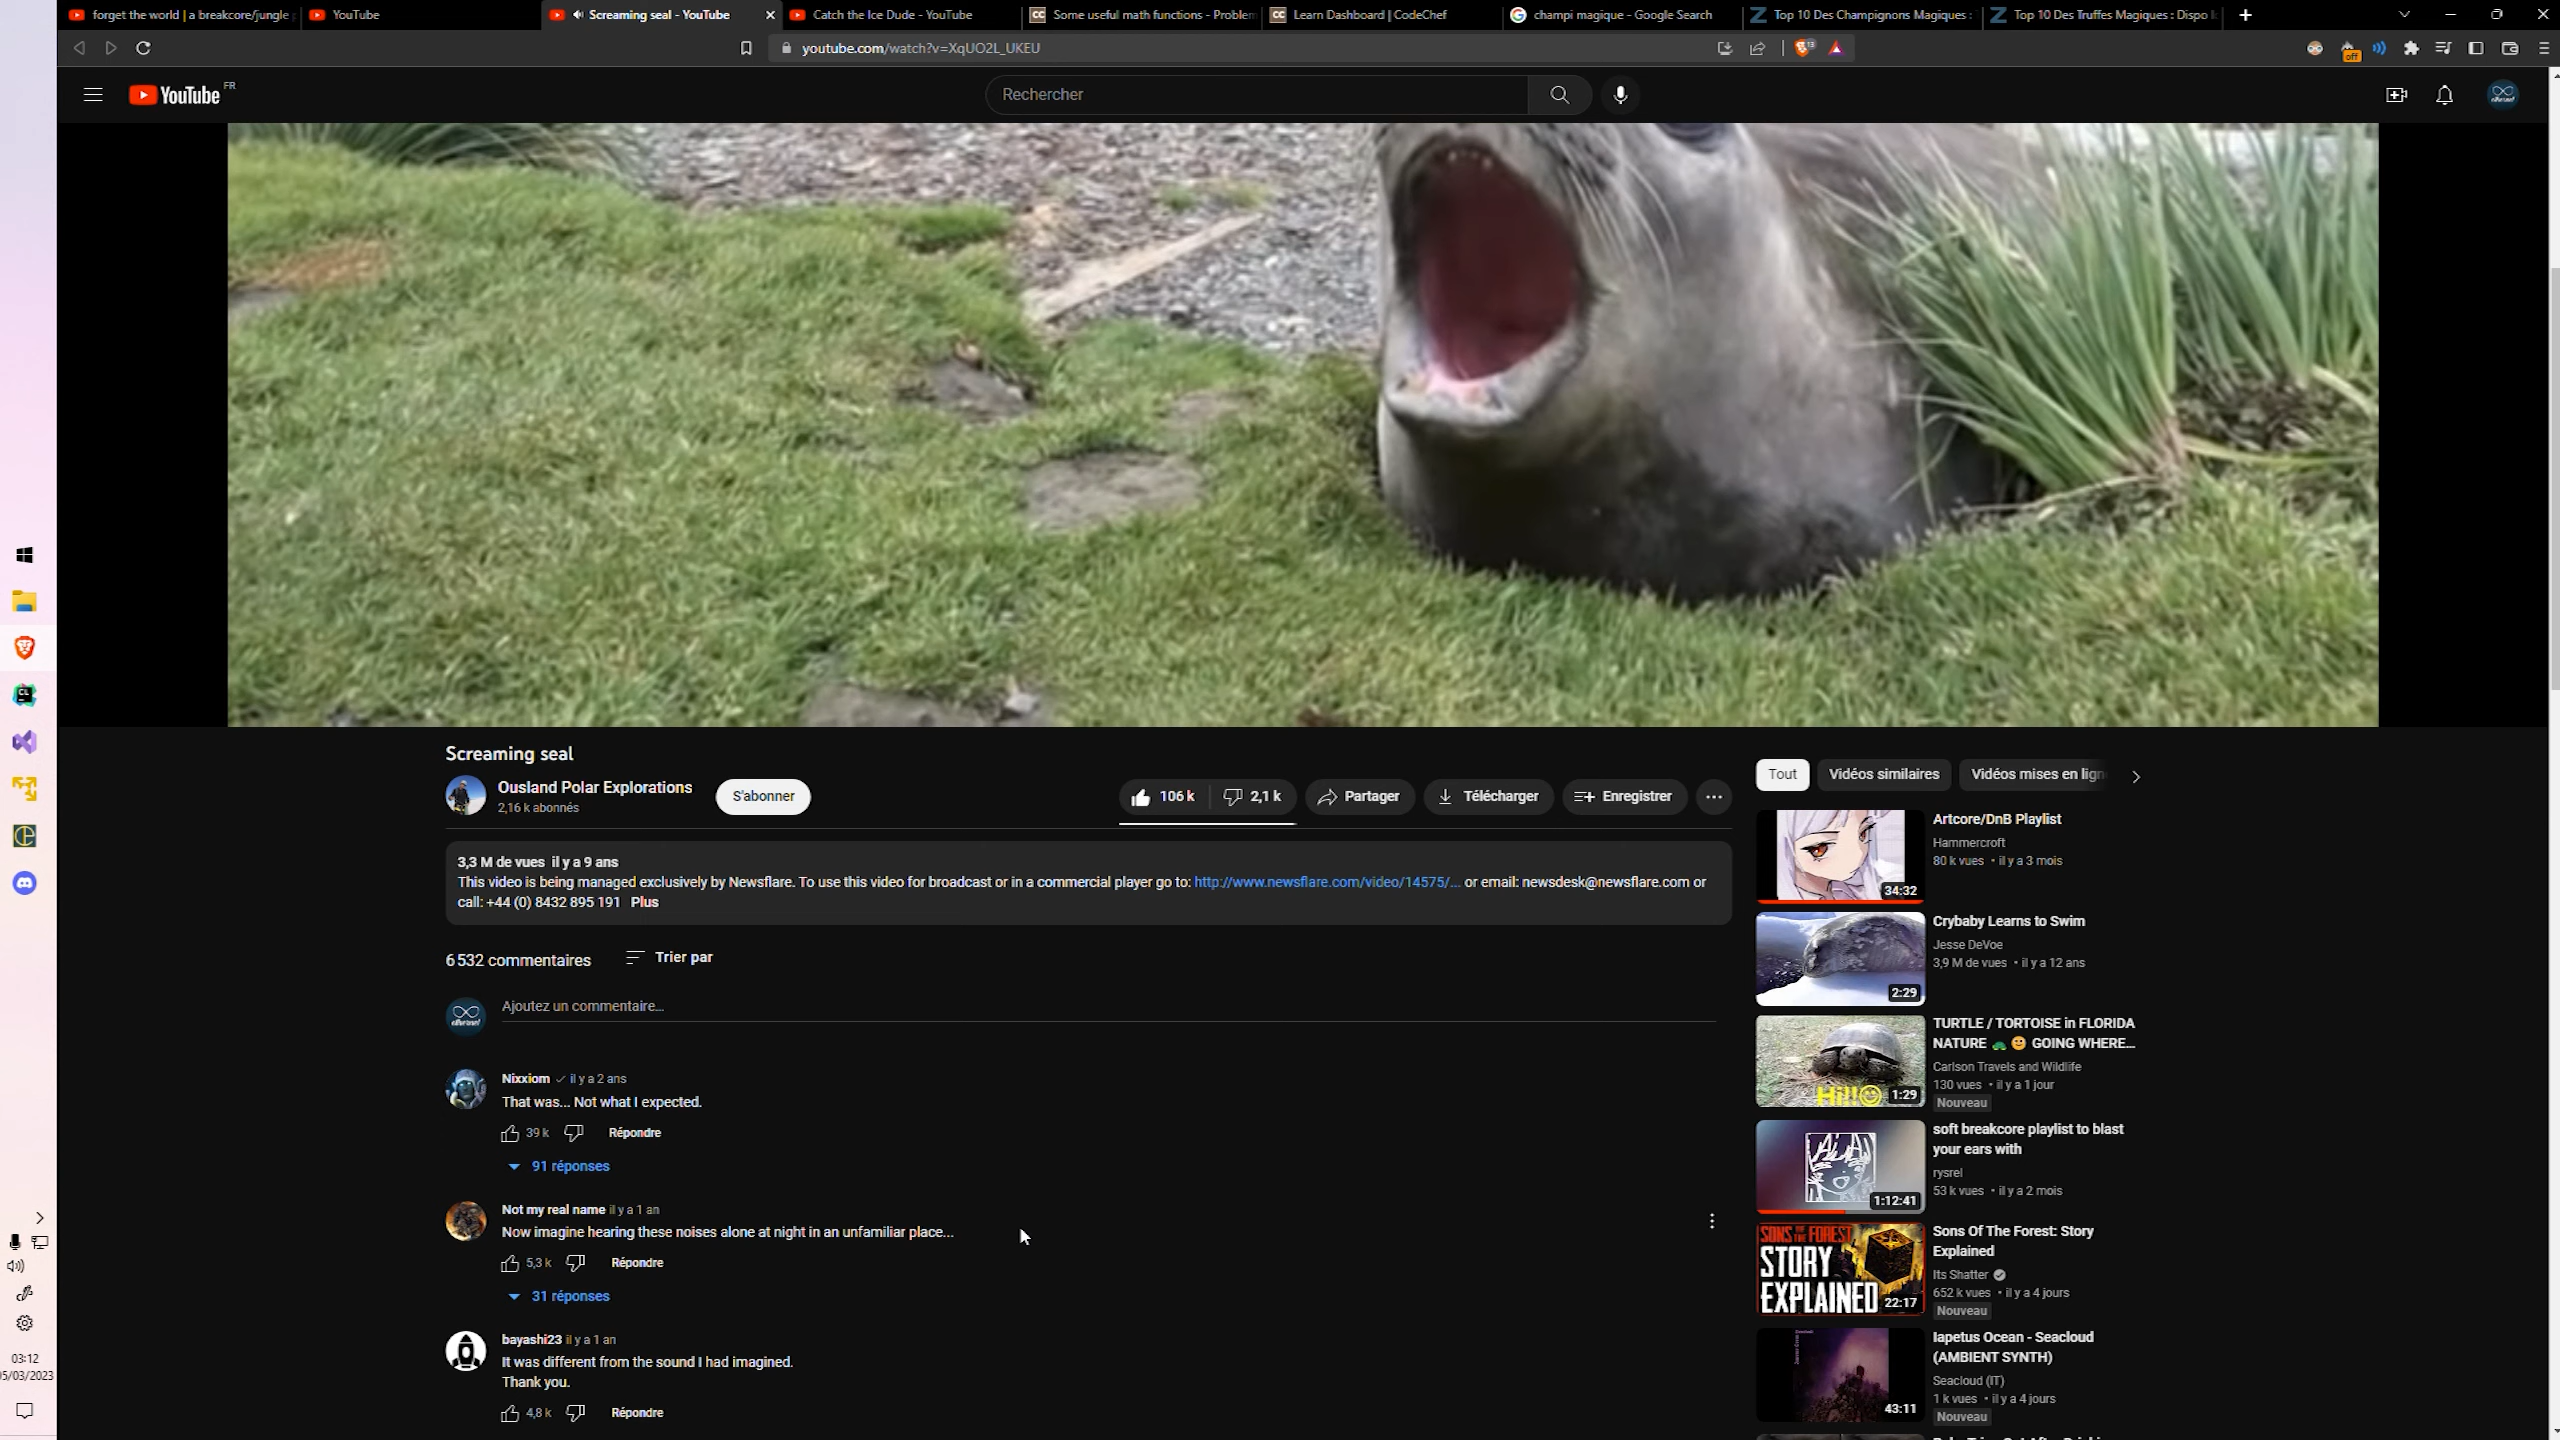 forget the world | a breakcore/jungle
YouTube
Screaming seal - YouTube
Catch the Ice Dude - YouTube
Some useful math functions - Problem
Learn Dashboard | CodeChef
champi magique - Google Search
Top 10 Des Champignons Magiques :
Top 10 Des Truffes Magiques : Dispo
youtube.com/watch?v=XqUO2L_UKEU
13
off
YouTube FR
Rechercher
Screaming seal
Ousland Polar Explorations
2,16 k abonnés
S'abonner
106 k
2,1 k
Partager
Télécharger
Enregistrer
3,3 M de vues il y a 9 ans
This video is being managed exclusively by Newsflare. To use this video for broadcast or in a commercial player go to: http://www.newsflare.com/video/14575/... or email: newsdesk@newsflare.com or
call: +44 (0) 8432 895 191 Plus
6 532 commentaires
Trier par
Ajoutez un commentaire...
Nixxiom il y a 2 ans
That was... Not what I expected.
39 k
Répondre
91 réponses
Not my real name il y a 1 an
Now imagine hearing these noises alone at night in an unfamiliar place...
5,3 k
Répondre
31 réponses
bayashi23 il y a 1 an
It was different from the sound I had imagined.
Thank you.
4,8 k
Répondre
Tout
Vidéos similaires
Vidéos mises en lign
34:32
Artcore/DnB Playlist
Hammercroft
80 k vues • il y a 3 mois
2:29
Crybaby Learns to Swim
Jesse DeVoe
3,9 M de vues • il y a 12 ans
Hi!!
1:29
TURTLE / TORTOISE in FLORIDA
NATURE 🐢 🙂 GOING WHERE...
Carlson Travels and Wildlife
130 vues • il y a 1 jour
Nouveau
1:12:41
soft breakcore playlist to blast
your ears with
rysrel
53 k vues • il y a 2 mois
SONS OF THE FOREST
STORY
EXPLAINED
22:17
Sons Of The Forest: Story
Explained
Its Shatter
652 k vues • il y a 4 jours
Nouveau
43:11
Iapetus Ocean - Seacloud
(AMBIENT SYNTH)
Seacloud (IT)
1 k vues • il y a 4 jours
Nouveau
03:12
5/03/2023